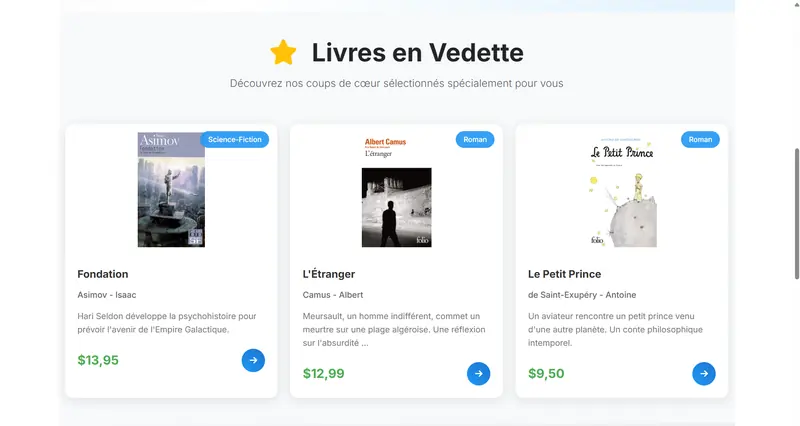 Livres en Vedette
Découvrez nos coups de cœur sélectionnés spécialement pour vous
Science-Fiction
Asimov
Fondation
Asimov - Isaac
Hari Seldon développe la psychohistoire pour
prévoir l'avenir de l'Empire Galactique.
$13,95
Roman
Albert Camus
L'étranger
folio
L'Étranger
Camus - Albert
Meursault, un homme indifférent, commet un
meurtre sur une plage algéroise. Une réflexion
sur l'absurdité ...
$12,99
Roman
Le Petit Prince
folio
Le Petit Prince
de Saint-Exupéry - Antoine
Un aviateur rencontre un petit prince venu
d'une autre planète. Un conte philosophique
intemporel.
$9,50